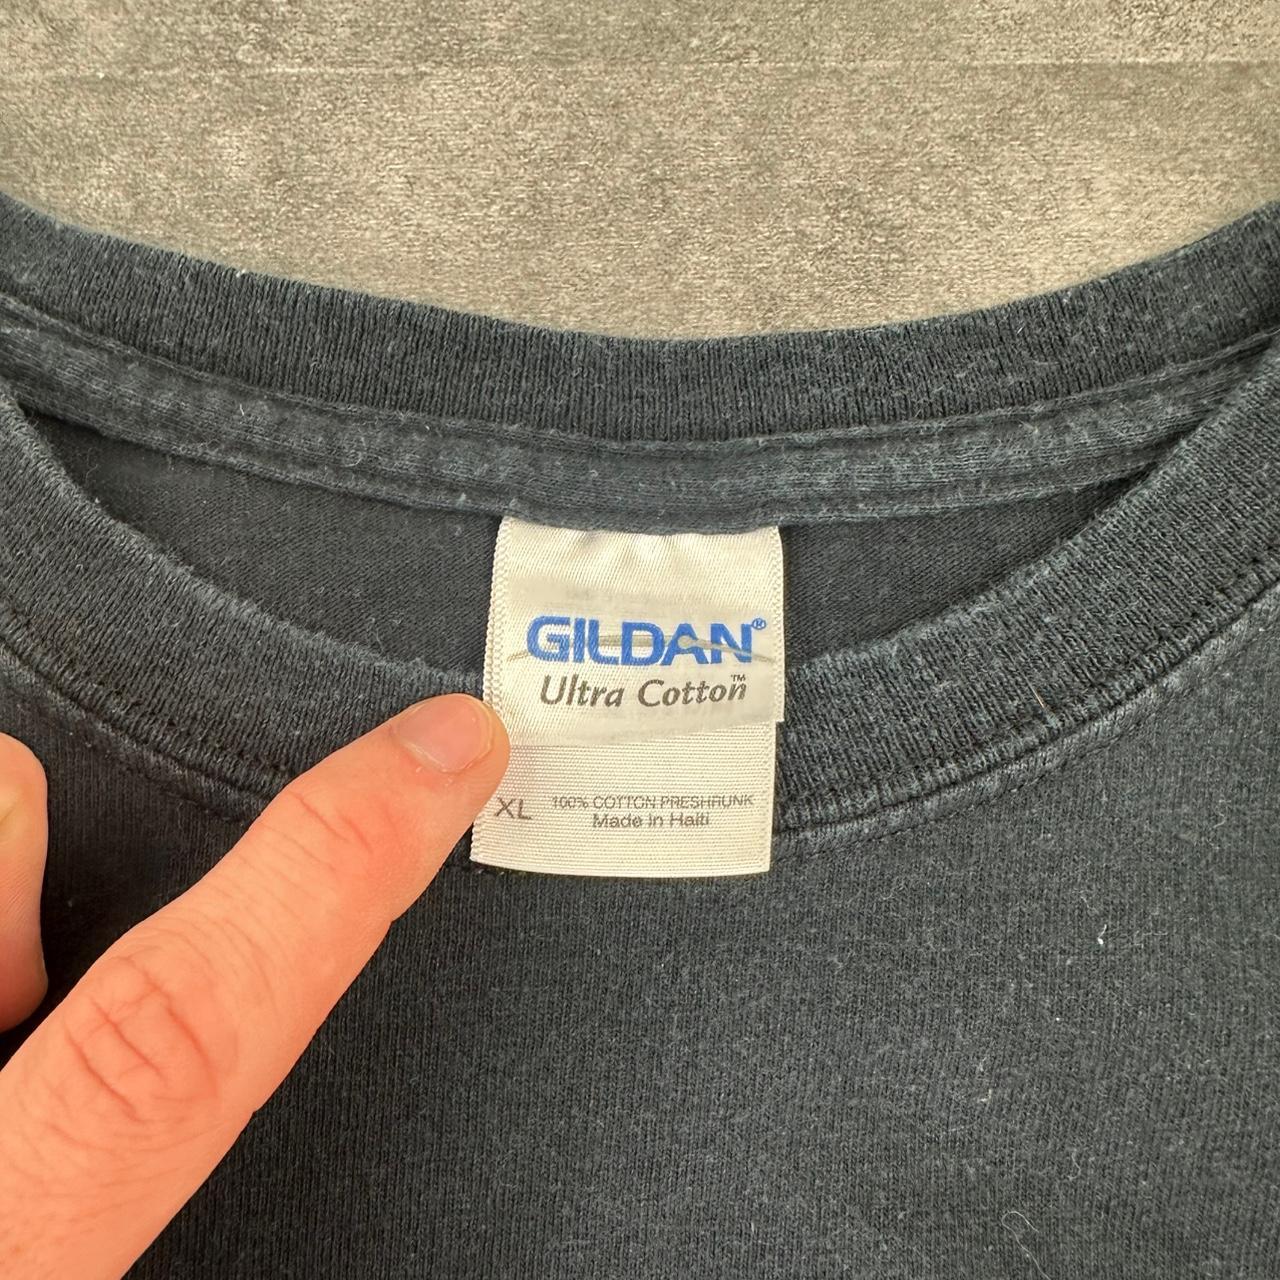 GILDAN®
Ultra Cotton™
XL 100% COTTON PRESHRUNK
Made in Haiti